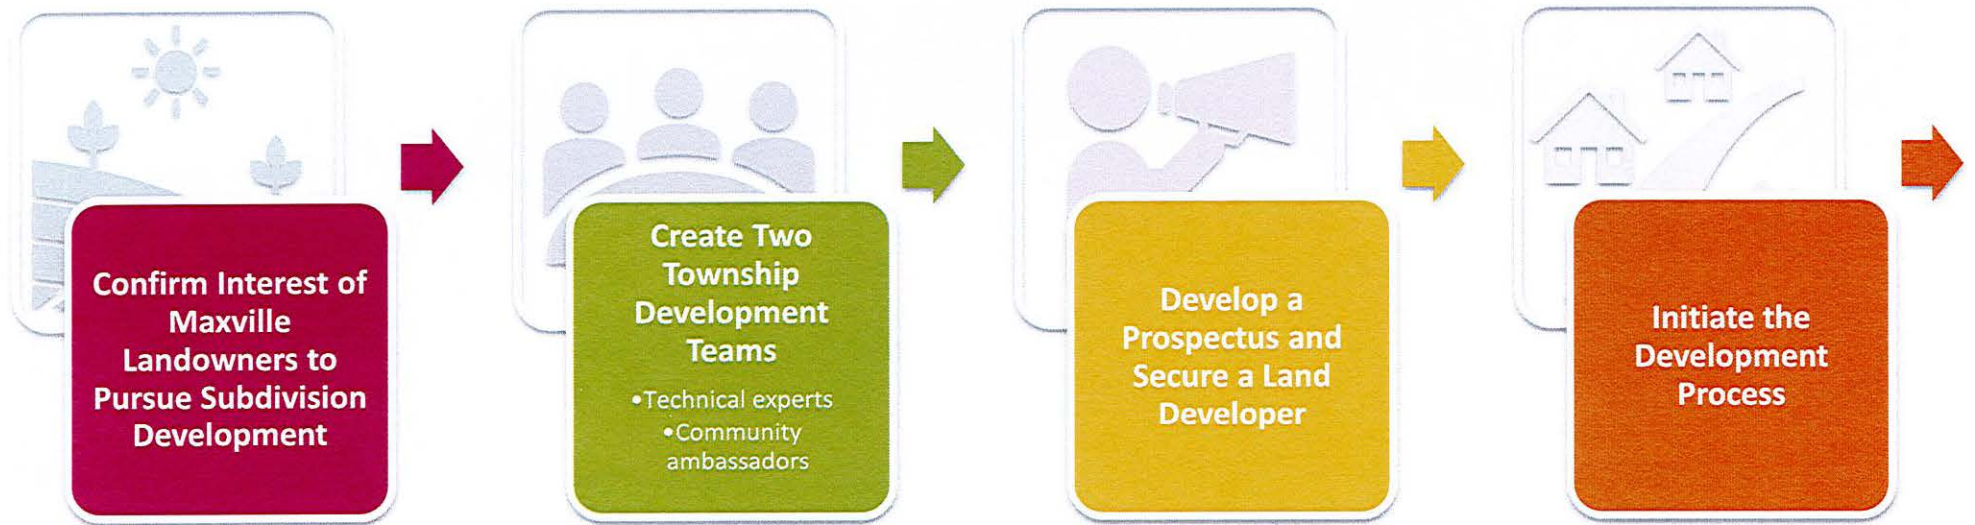 Confirm Interest of
Maxville
Landowners to
Pursue Subdivision
Development
Create Two
Township
Development
Teams
•Technical experts
•Community
ambassadors
Develop a
Prospectus and
Secure a Land
Developer
Initiate the
Development
Process